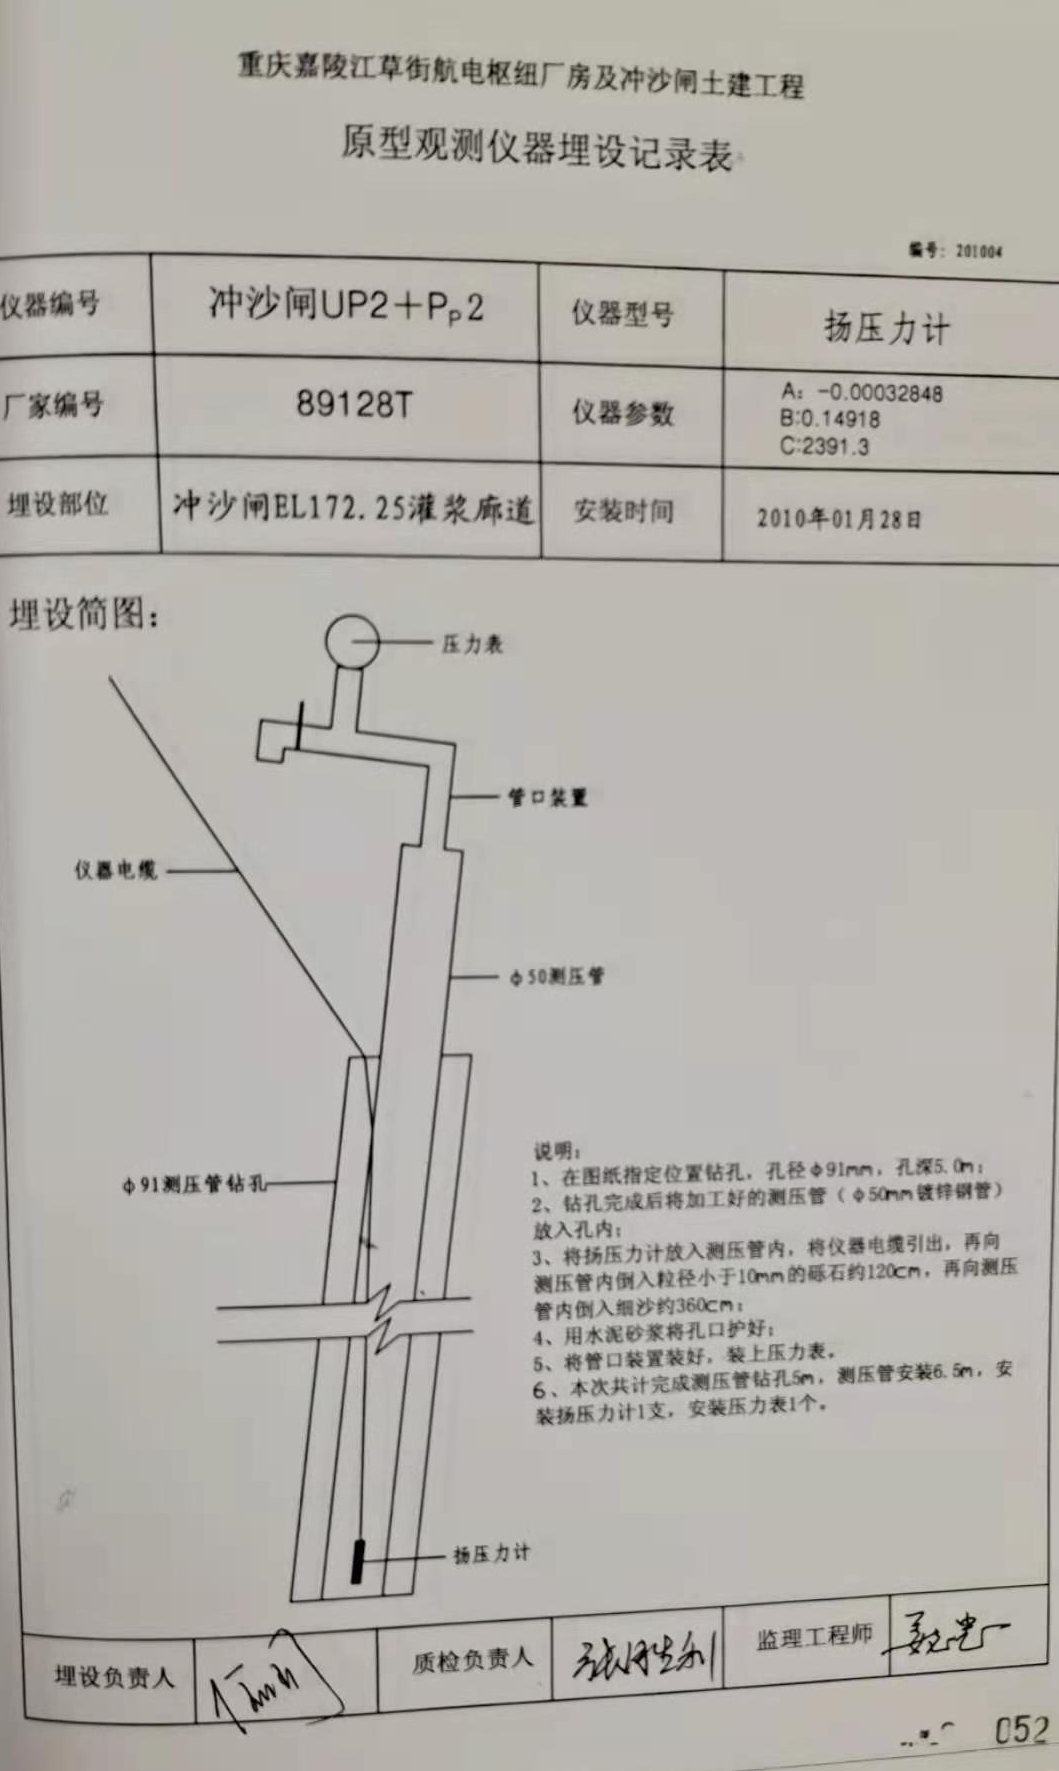 重庆嘉陵江草街航电枢纽厂房及冲沙闸土建工程
原型观测仪器埋设记录表
编号: 201004
仪器编号 冲沙闸UP2+Pp2 仪器型号 扬压力计
厂家编号 89128T 仪器参数 A: -0.00032848
B:0.14918
C:2391.3
埋设部位 冲沙闸EL172.25灌浆廊道 安装时间 2010年01月28日
埋设简图:
压力表
管口装置
仪器电缆
φ50测压管
φ91测压管钻孔
说明:
1、在图纸指定位置钻孔, 孔径φ91mm, 孔深5.0m;
2、钻孔完成后将加工好的测压管(φ50mm镀锌钢管)
放入孔内;
3、将扬压力计放入测压管内, 将仪器电缆引出, 再向
测压管内倒入粒径小于10mm的砾石约120cm, 再向测压
管内倒入细沙约360cm;
4、用水泥砂浆将孔口护好;
5、将管口装置装好, 装上压力表。
6、本次共计完成测压管钻孔5m, 测压管安装6.5m, 安
装扬压力计1支, 安装压力表1个。
扬压力计
埋设负责人 质检负责人 张胜利 监理工程师
052